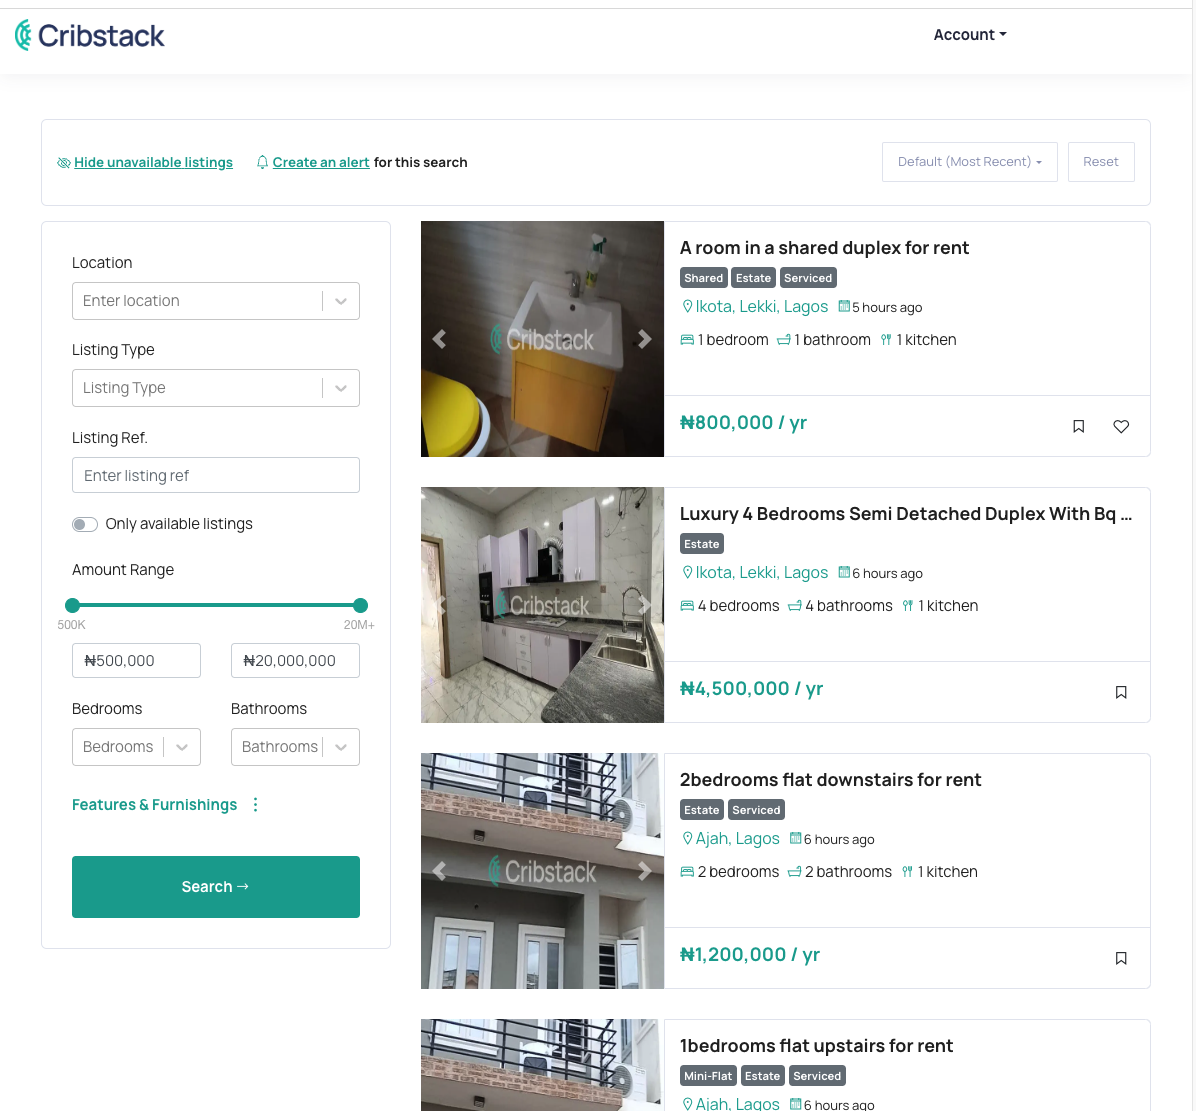 Cribstack
Account
Hide unavailable listings Create an alert for this search
Default (Most Recent)
Reset
Location
Enter location
Listing Type
Listing Type
Listing Ref.
Enter listing ref
Only available listings
Amount Range
500K 20M+
₦500,000 ₦20,000,000
Bedrooms Bathrooms
Bedrooms Bathrooms
Features & Furnishings
Search →
Cribstack
A room in a shared duplex for rent
Shared Estate Serviced
Ikota, Lekki, Lagos 5 hours ago
1 bedroom 1 bathroom 1 kitchen
₦800,000 / yr
Cribstack
Luxury 4 Bedrooms Semi Detached Duplex With Bq ...
Estate
Ikota, Lekki, Lagos 6 hours ago
4 bedrooms 4 bathrooms 1 kitchen
₦4,500,000 / yr
Cribstack
2bedrooms flat downstairs for rent
Estate Serviced
Ajah, Lagos 6 hours ago
2 bedrooms 2 bathrooms 1 kitchen
₦1,200,000 / yr
1bedrooms flat upstairs for rent
Mini-Flat Estate Serviced
Ajah, Lagos 6 hours ago